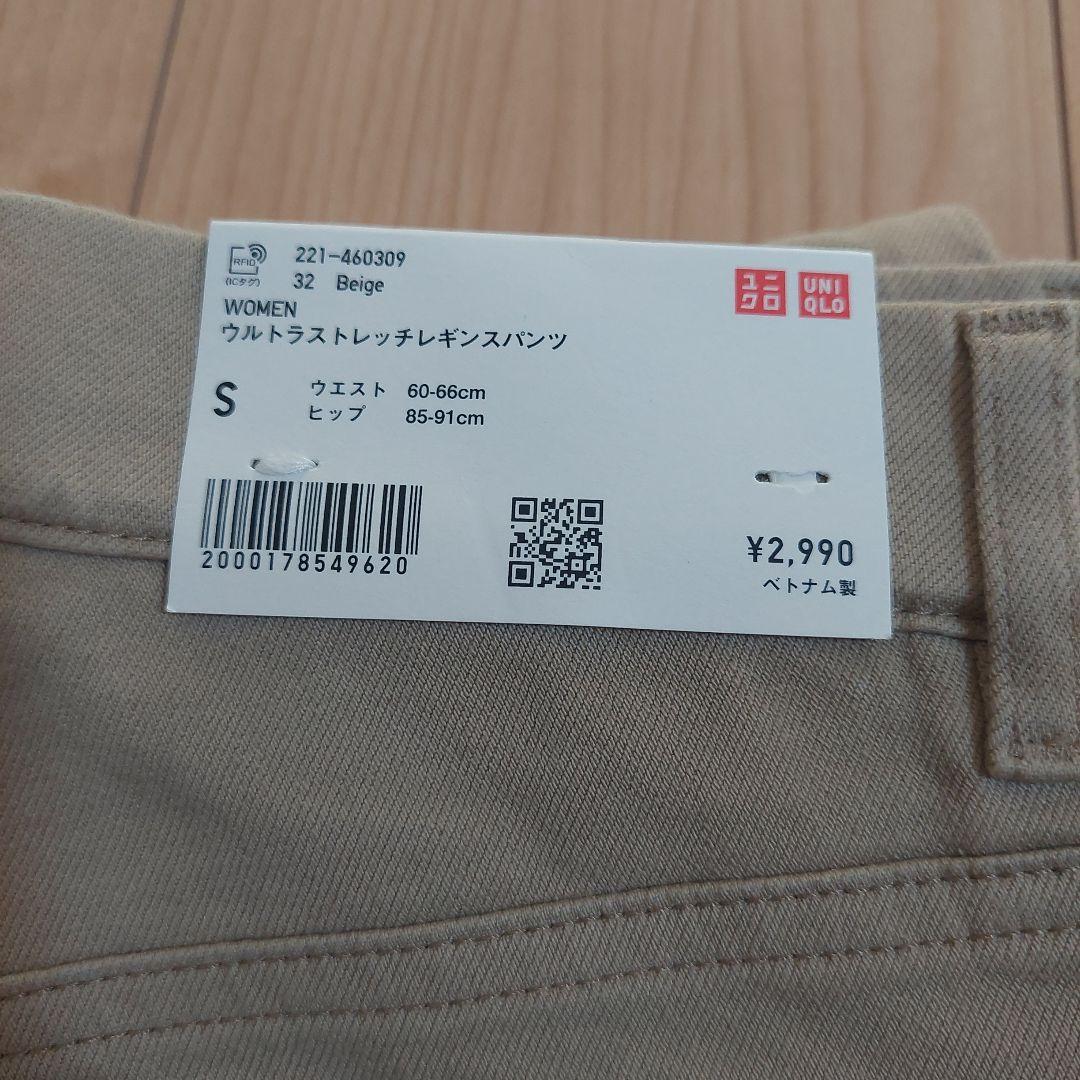 RFID
(ICタグ)
221-460309
32 Beige
WOMEN
ウルトラストレッチレギンスパンツ
ユニ
クロ
UNI
QLO
S
ウエスト 60-66cm
ヒップ 85-91cm
2000178549620
¥2,990
ベトナム製